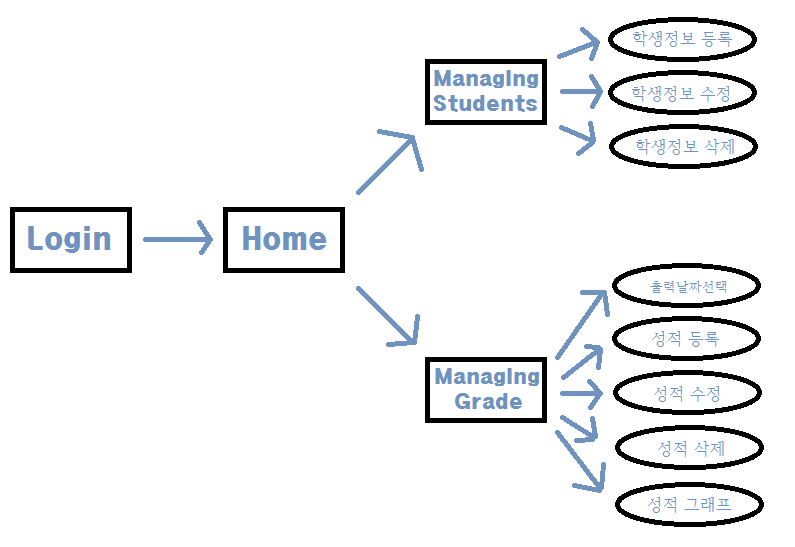 Login
Home
Managing
Students
학생정보 등록
학생정보 수정
학생정보 삭제
Managing
Grade
출력날짜선택
성적 등록
성적 수정
성적 삭제
성적 그래프